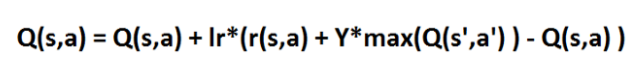 Q(s,a) = Q(s,a) + lr*(r(s,a) + Y*max(Q(s',a') ) - Q(s,a) )